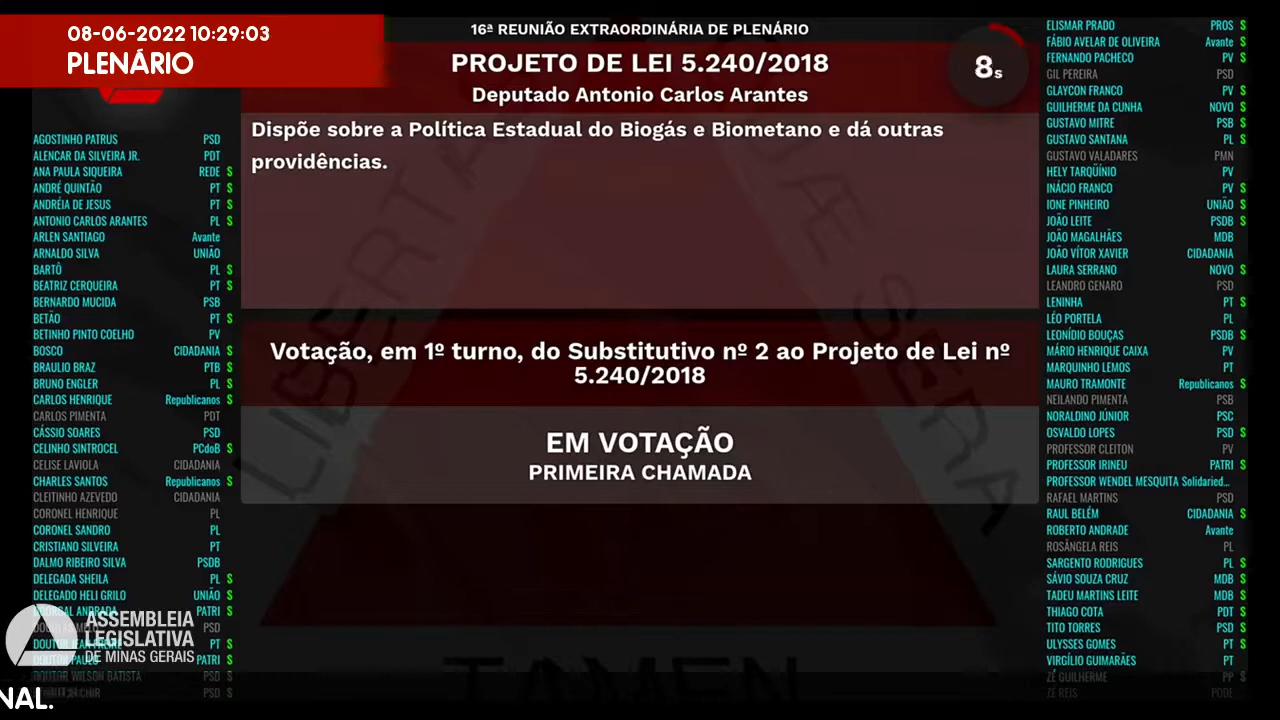 08-06-2022 10:29:03
PLENÁRIO
16ª REUNIÃO EXTRAORDINÁRIA DE PLENÁRIO
PROJETO DE LEI 5.240/2018
Deputado Antonio Carlos Arantes
8s
Dispõe sobre a Política Estadual do Biogás e Biometano e dá outras
providências.
Votação, em 1º turno, do Substitutivo nº 2 ao Projeto de Lei nº
5.240/2018
EM VOTAÇÃO
PRIMEIRA CHAMADA
AGOSTINHO PATRUS PSD
ALENCAR DA SILVEIRA JR. PDT
ANA PAULA SIQUEIRA REDE S
ANDRÉ QUINTÃO PT S
ANDRÉIA DE JESUS PT S
ANTONIO CARLOS ARANTES PL S
ARLEN SANTIAGO Avante
ARNALDO SILVA UNIÃO
BARTÔ PL S
BEATRIZ CERQUEIRA PT S
BERNARDO MUCIDA PSB
BETÃO PT S
BETINHO PINTO COELHO PV
BOSCO CIDADANIA S
BRAULIO BRAZ PTB S
BRUNO ENGLER PL S
CARLOS HENRIQUE Republicanos S
CARLOS PIMENTA PDT
CÁSSIO SOARES PSD
CELINHO SINTROCEL PCdoB S
CELISE LAVIOLA CIDADANIA
CHARLES SANTOS Republicanos S
CLEITINHO AZEVEDO CIDADANIA
CORONEL HENRIQUE PL
CORONEL SANDRO PL
CRISTIANO SILVEIRA PT
DALMO RIBEIRO SILVA PSDB
DELEGADA SHEILA PL S
DELEGADO HELI GRILO UNIÃO S
ANDRADA PATRI S
PSD
DOUTOR JEAN FREIRE PT S
DOUTOR PAULO PATRI S
DOUTOR WILSON BATISTA PSD S
PSD S
ELISMAR PRADO PROS S
FÁBIO AVELAR DE OLIVEIRA Avante S
FERNANDO PACHECO PV S
GIL PEREIRA PSD
GLAYCON FRANCO PV S
GUILHERME DA CUNHA NOVO S
GUSTAVO MITRE PSB S
GUSTAVO SANTANA PL S
GUSTAVO VALADARES PMN
HELY TARQÜÍNIO PV
INÁCIO FRANCO PV S
IONE PINHEIRO UNIÃO S
JOÃO LEITE PSDB S
JOÃO MAGALHÃES MDB
JOÃO VÍTOR XAVIER CIDADANIA
LAURA SERRANO NOVO S
LEANDRO GENARO PSD
LENINHA PT S
LÉO PORTELA PL
LEONÍDIO BOUÇAS PSDB S
MÁRIO HENRIQUE CAIXA PV
MARQUINHO LEMOS PT
MAURO TRAMONTE Republicanos S
NEILANDO PIMENTA PSB
NORALDINO JÚNIOR PSC
OSVALDO LOPES PSD S
PROFESSOR CLEITON PV
PROFESSOR IRINEU PATRI S
PROFESSOR WENDEL MESQUITA Solidaried...
RAFAEL MARTINS PSD
RAUL BELÉM CIDADANIA S
ROBERTO ANDRADE Avante
ROSÂNGELA REIS PL
SARGENTO RODRIGUES PL S
SÁVIO SOUZA CRUZ MDB S
TADEU MARTINS LEITE MDB S
THIAGO COTA PDT S
TITO TORRES PSD S
ULYSSES GOMES PT S
VIRGÍLIO GUIMARÃES PT
ZÉ GUILHERME PP S
ZÉ REIS PODE
ASSEMBLEIA
LEGISLATIVA
DE MINAS GERAIS
NAL.
TAMEN